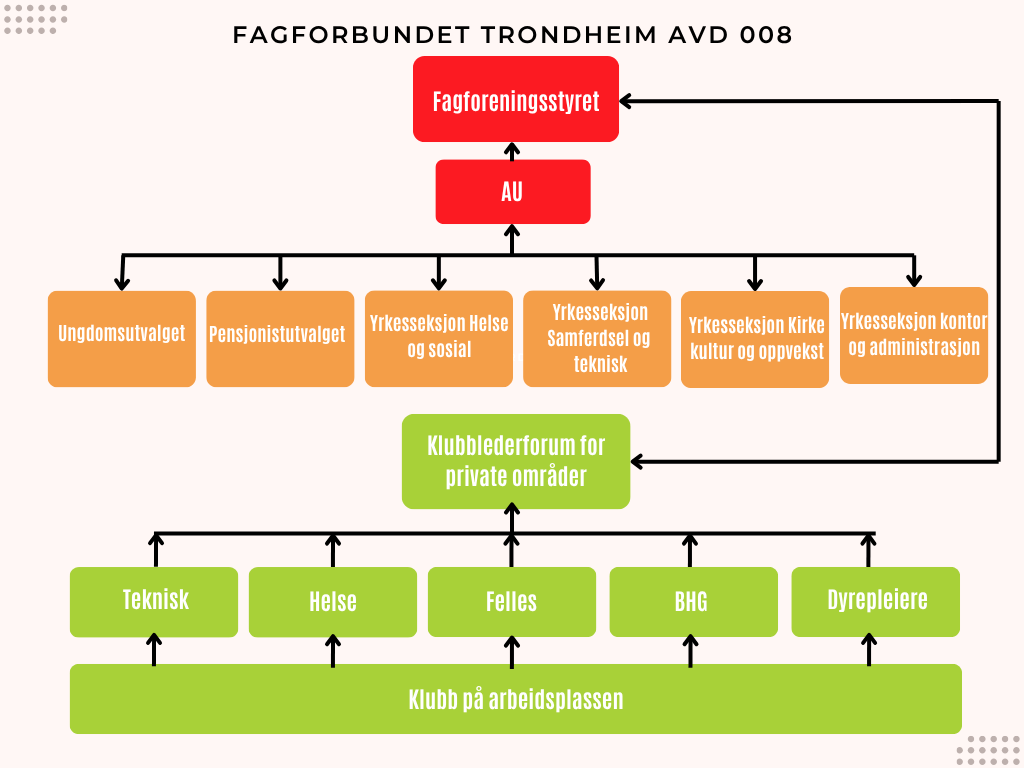 FAGFORBUNDET TRONDHEIM AVD 008
Fagforeningsstyret
AU
Ungdomsutvalget
Pensjonistutvalget
Yrkesseksjon Helse
og sosial
Yrkesseksjon
Samferdsel og
teknisk
Yrkesseksjon Kirke
kultur og oppvekst
Yrkesseksjon kontor
og administrasjon
Klubblederforum for
private områder
Teknisk
Helse
Felles
BHG
Dyrepleiere
Klubb på arbeidsplassen